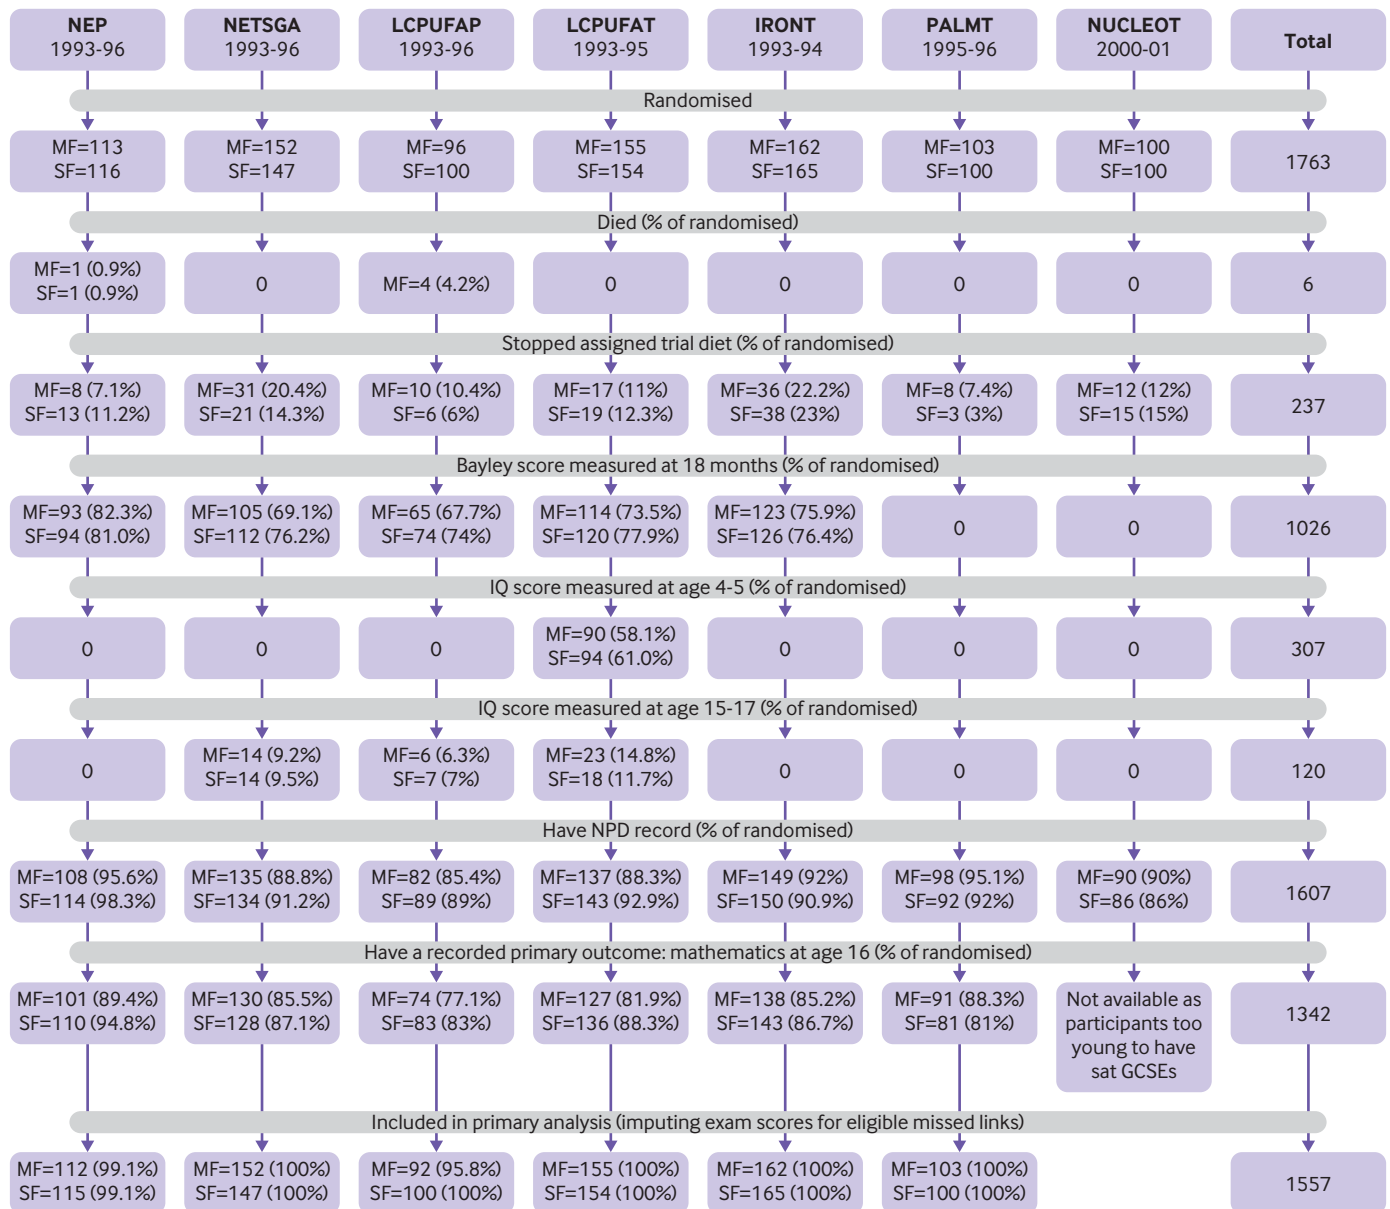 NEP
1993-96
NETSGA
1993-96
LCPUFAP
1993-96
LCPUFAT
1993-95
IRONT
1993-94
PALMT
1995-96
NUCLEOT
2000-01
Total
Randomised
MF=113
SF=116
MF=152
SF=147
MF=96
SF=100
MF=155
SF=154
MF=162
SF=165
MF=103
SF=100
MF=100
SF=100
1763
Died (% of randomised)
MF=1 (0.9%)
SF=1 (0.9%)
0
MF=4 (4.2%)
0
0
0
0
6
Stopped assigned trial diet (% of randomised)
MF=8 (7.1%)
SF=13 (11.2%)
MF=31 (20.4%)
SF=21 (14.3%)
MF=10 (10.4%)
SF=6 (6%)
MF=17 (11%)
SF=19 (12.3%)
MF=36 (22.2%)
SF=38 (23%)
MF=8 (7.4%)
SF=3 (3%)
MF=12 (12%)
SF=15 (15%)
237
Bayley score measured at 18 months (% of randomised)
MF=93 (82.3%)
SF=94 (81.0%)
MF=105 (69.1%)
SF=112 (76.2%)
MF=65 (67.7%)
SF=74 (74%)
MF=114 (73.5%)
SF=120 (77.9%)
MF=123 (75.9%)
SF=126 (76.4%)
0
0
1026
IQ score measured at age 4-5 (% of randomised)
0
0
0
MF=90 (58.1%)
SF=94 (61.0%)
0
0
0
307
IQ score measured at age 15-17 (% of randomised)
0
MF=14 (9.2%)
SF=14 (9.5%)
MF=6 (6.3%)
SF=7 (7%)
MF=23 (14.8%)
SF=18 (11.7%)
0
0
0
120
Have NPD record (% of randomised)
MF=108 (95.6%)
SF=114 (98.3%)
MF=135 (88.8%)
SF=134 (91.2%)
MF=82 (85.4%)
SF=89 (89%)
MF=137 (88.3%)
SF=143 (92.9%)
MF=149 (92%)
SF=150 (90.9%)
MF=98 (95.1%)
SF=92 (92%)
MF=90 (90%)
SF=86 (86%)
1607
Have a recorded primary outcome: mathematics at age 16 (% of randomised)
MF=101 (89.4%)
SF=110 (94.8%)
MF=130 (85.5%)
SF=128 (87.1%)
MF=74 (77.1%)
SF=83 (83%)
MF=127 (81.9%)
SF=136 (88.3%)
MF=138 (85.2%)
SF=143 (86.7%)
MF=91 (88.3%)
SF=81 (81%)
Not available as
participants too
young to have
sat GCSEs
1342
Included in primary analysis (imputing exam scores for eligible missed links)
MF=112 (99.1%)
SF=115 (99.1%)
MF=152 (100%)
SF=147 (100%)
MF=92 (95.8%)
SF=100 (100%)
MF=155 (100%)
SF=154 (100%)
MF=162 (100%)
SF=165 (100%)
MF=103 (100%)
SF=100 (100%)
1557